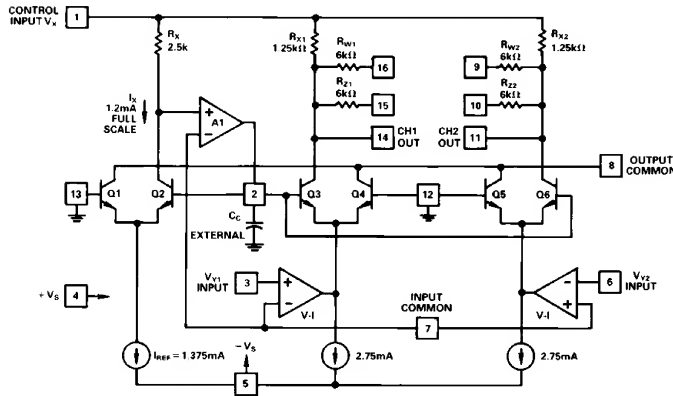 CONTROL
INPUT Vx
1
Rx
2.5k
Ix
1.2mA
FULL
SCALE
A1
+
−
RX1
1.25kΩ
RW1
6kΩ
16
RZ1
6kΩ
15
14
CH1
OUT
RW2
6kΩ
9
RX2
1.25kΩ
RZ2
6kΩ
10
11
CH2
OUT
8
OUTPUT
COMMON
13
Q1
Q2
2
Q3
Q4
12
Q5
Q6
CC
EXTERNAL
VY1
INPUT
3
+
−
V-I
INPUT
COMMON
7
−
+
V-I
6
VY2
INPUT
+VS
4
−VS
5
IREF = 1.375mA
2.75mA
2.75mA